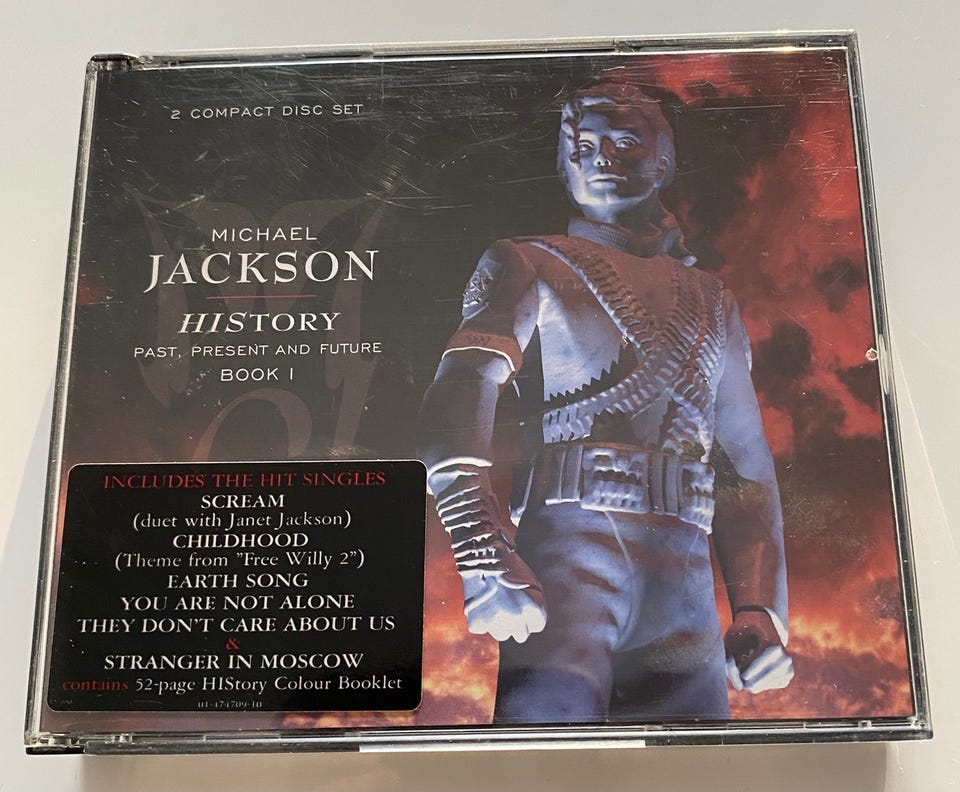 2 COMPACT DISC SET
MICHAEL
JACKSON
HISTORY
PAST, PRESENT AND FUTURE
BOOK I
INCLUDES THE HIT SINGLES
SCREAM
(duet with Janet Jackson)
CHILDHOOD
(Theme from "Free Willy 2")
EARTH SONG
YOU ARE NOT ALONE
THEY DON'T CARE ABOUT US
&
STRANGER IN MOSCOW
contains 52-page HIStory Colour Booklet
01-474709-10